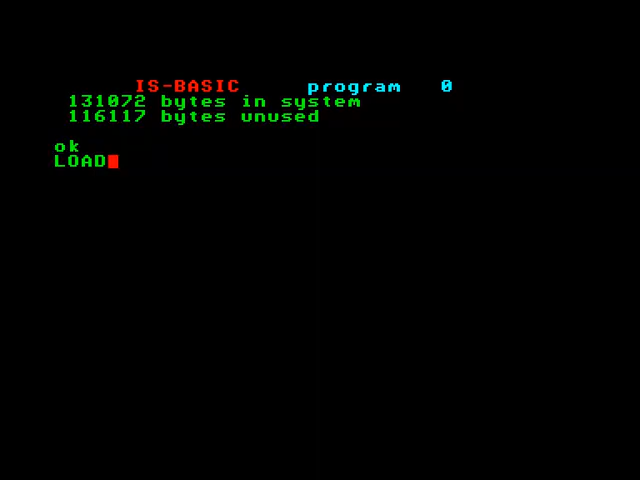 IS-BASIC program 0
131072 bytes in system
116117 bytes unused
ok
LOAD